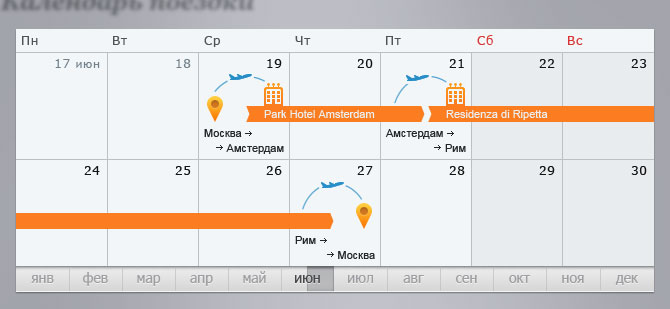 Календарь поездки
Пн Вт Ср Чт Пт Сб Вс
17 июн 18 19 20 21 22 23
Park Hotel Amsterdam Residenza di Ripetta
Москва → Амстердам → Рим
→ Амстердам → Рим
24 25 26 27 28 29 30
Рим →
→ Москва
янв фев мар апр май июн июл авг сен окт ноя дек